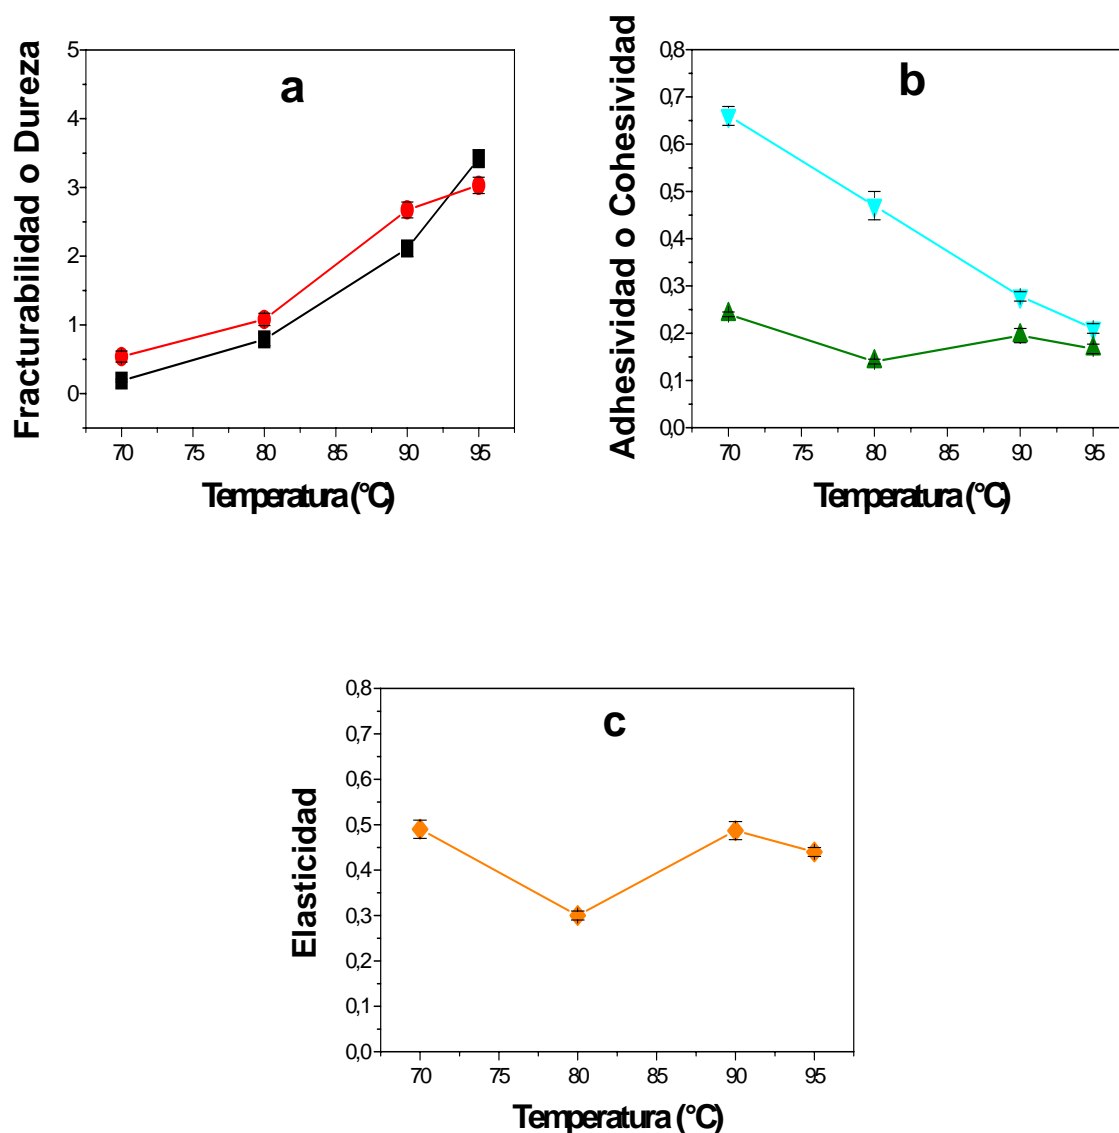 a
Fracturabilidad o Dureza
5
4
3
2
1
0
70 75 80 85 90 95
Temperatura (°C)
b
Adhesividad o Cohesividad
0,8
0,7
0,6
0,5
0,4
0,3
0,2
0,1
0,0
70 75 80 85 90 95
Temperatura (°C)
c
Elasticidad
0,8
0,7
0,6
0,5
0,4
0,3
0,2
0,1
0,0
70 75 80 85 90 95
Temperatura (°C)